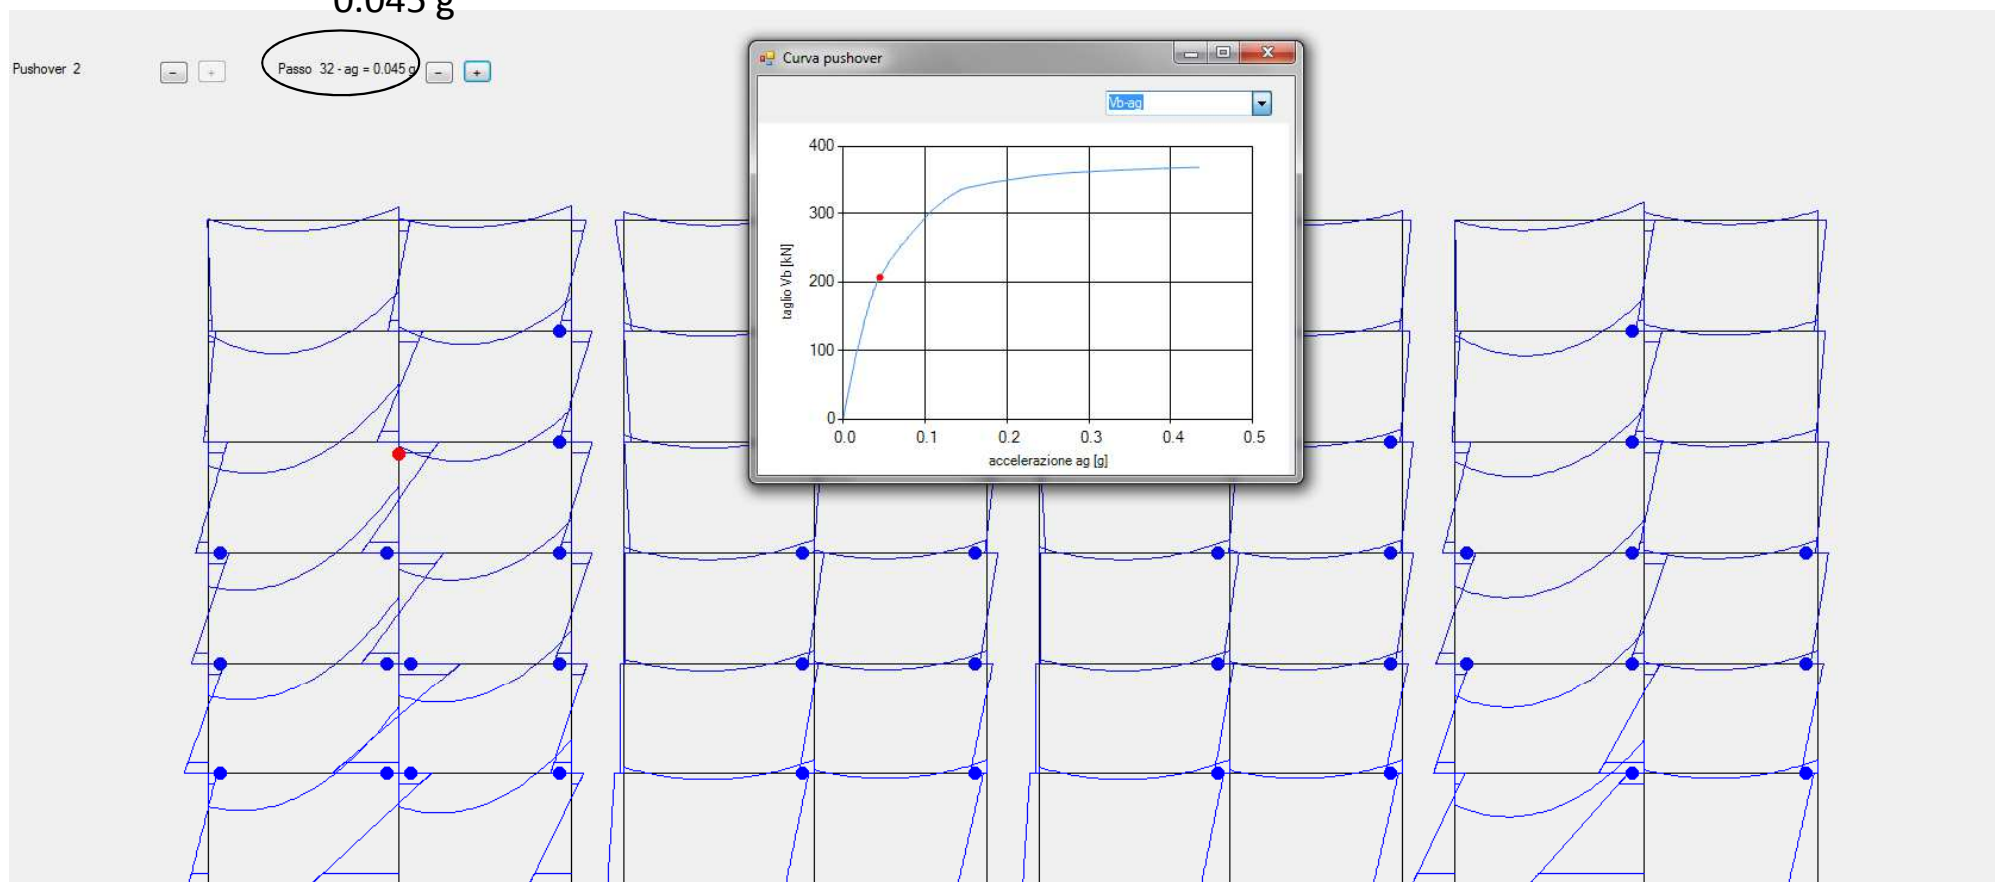 0.045 g
Pushover 2
- +
Passo 32 - ag = 0.045 g
- +
Curva pushover
Vb-ag
400
300
200
100
0
taglio Vb [kN]
0.0 0.1 0.2 0.3 0.4 0.5
accelerazione ag [g]